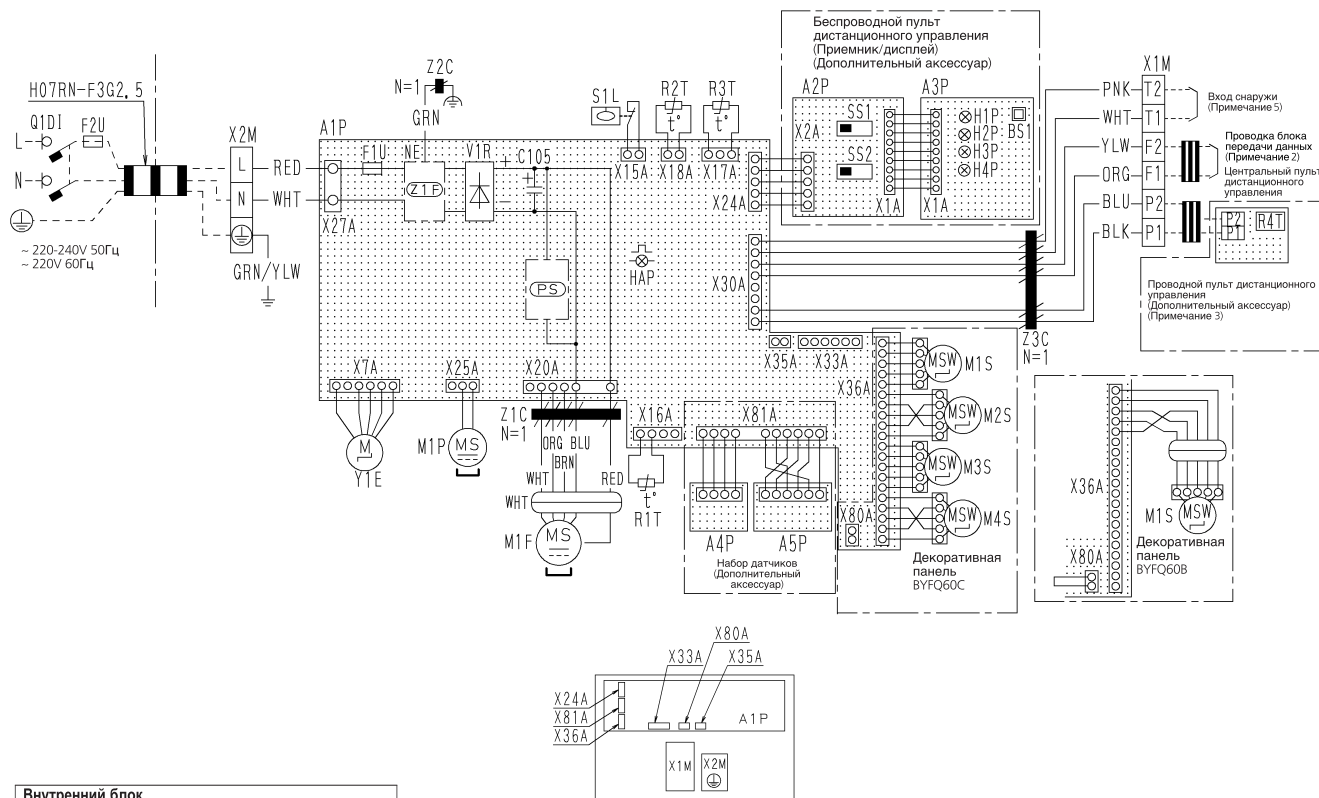 H07RN-F3G2,5
Q1DI
F2U
L
N
~ 220-240V 50Гц
~ 220V 60Гц
X2M
L
N
RED
WHT
GRN/YLW
Z2C
N=1
GRN
A1P
F1U
NE
V1R
C105
+
+
−
Z1F
X27A
PS
HAP
S1L
R2T
t°
R3T
t°
X15A
X18A
X17A
X24A
X30A
Беспроводной пульт
дистанционного управления
(Приемник/дисплей)
(Дополнительный аксессуар)
A2P
A3P
X2A
SS1
SS2
X1A
X1A
H1P
H2P
H3P
H4P
BS1
X1M
PNK
T2
WHT
T1
YLW
F2
ORG
F1
BLU
P2
BLK
P1
Вход снаружи
(Примечание 5)
Проводка блока
передачи данных
(Примечание 2)
Центральный пульт
дистанционного
управления
P2
P1
R4T
Проводной пульт дистанционного
управления
(Дополнительный аксессуар)
(Примечание 3)
Z3C
N=1
X7A
X25A
X20A
X35A
X33A
X36A
M
Y1E
M1P
MS
Z1C
N=1
ORG
BLU
BRN
WHT
RED
WHT
M1F
MS
X16A
t°
R1T
X81A
A4P
A5P
Набор датчиков
(Дополнительный
аксессуар)
X80A
MSW
M1S
MSW
M2S
MSW
M3S
MSW
M4S
Декоративная
панель
BYFQ60C
X36A
X80A
M1S
MSW
Декоративная
панель
BYFQ60B
X80A
X33A
X35A
X24A
X81A
X36A
A1P
X1M
X2M
Внутренний блок